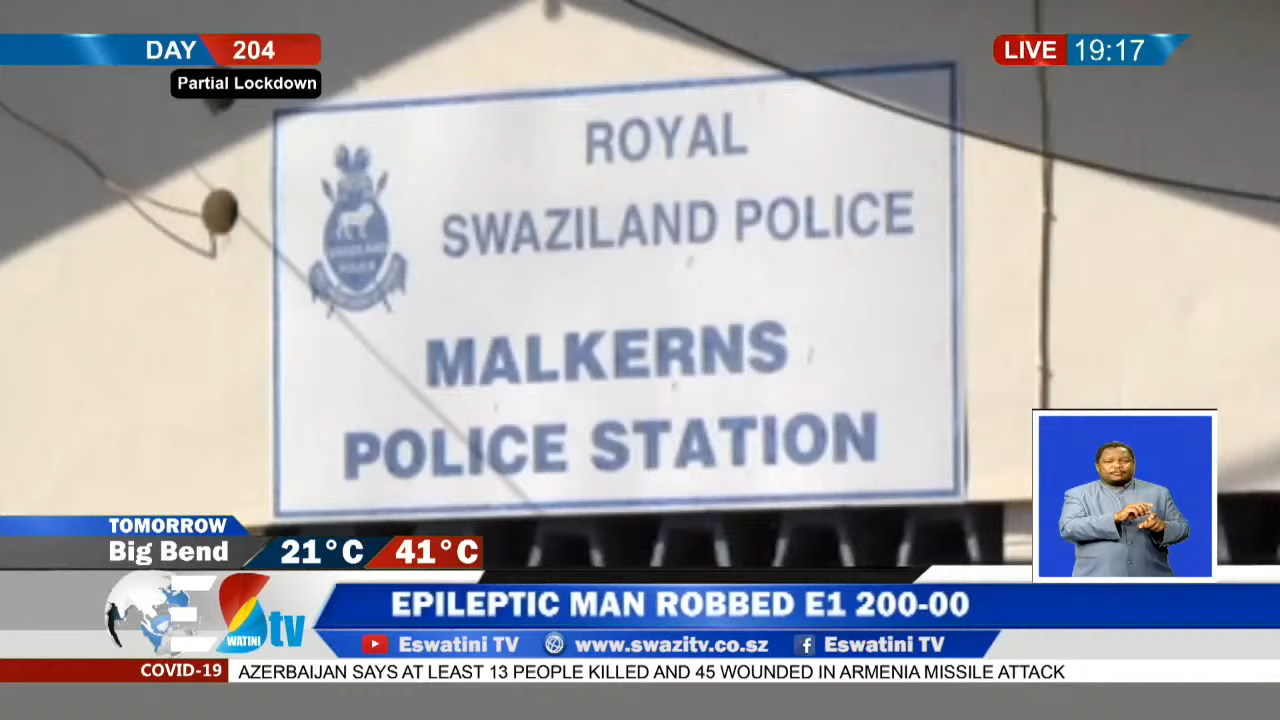 DAY 204
Partial Lockdown
LIVE 19:17
ROYAL
SWAZILAND POLICE
MALKERNS
POLICE STATION
TOMORROW
Big Bend 21°C 41°C
E
WATINI
tv
EPILEPTIC MAN ROBBED E1 200-00
Eswatini TV www.swazitv.co.sz Eswatini TV
COVID-19 AZERBAIJAN SAYS AT LEAST 13 PEOPLE KILLED AND 45 WOUNDED IN ARMENIA MISSILE ATTACK